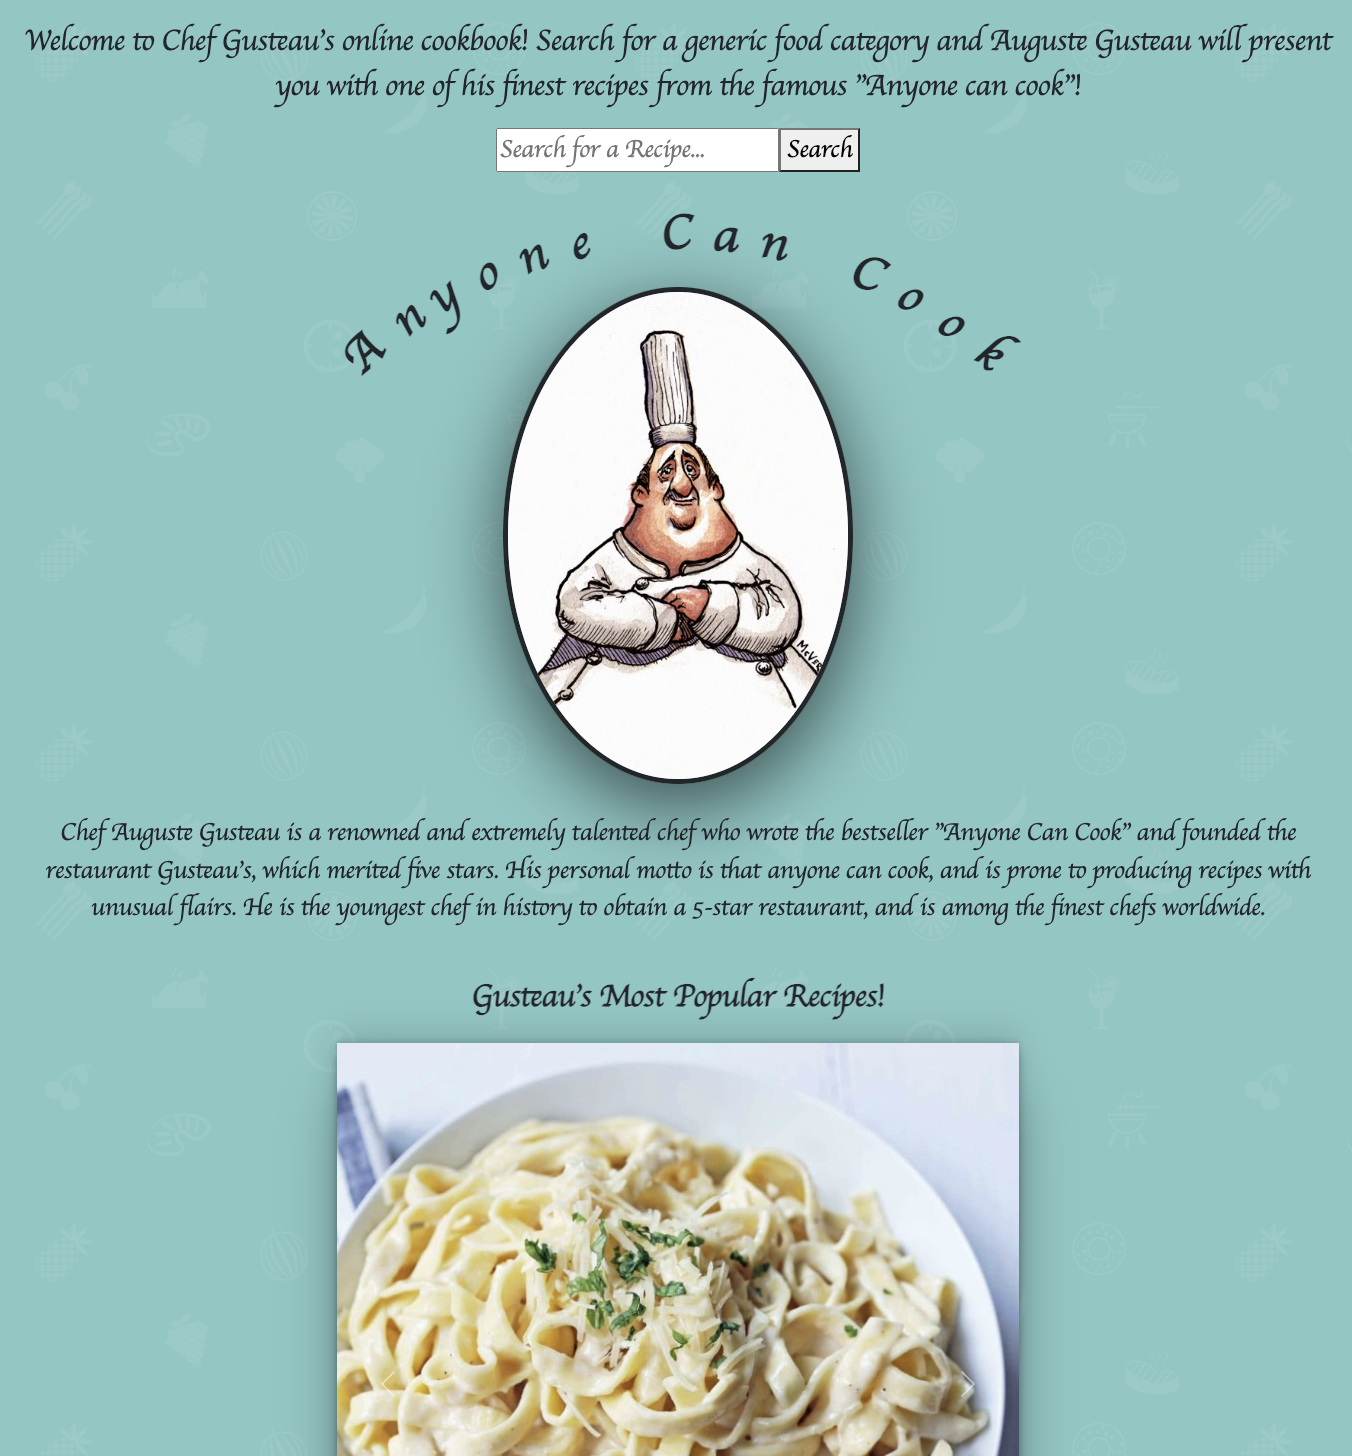 Welcome to Chef Gusteau's online cookbook! Search for a generic food category and Auguste Gusteau will present
you with one of his finest recipes from the famous "Anyone can cook"!
Search for a Recipe... Search
Anyone Can Cook
Chef Auguste Gusteau is a renowned and extremely talented chef who wrote the bestseller "Anyone Can Cook" and founded the
restaurant Gusteau's, which merited five stars. His personal motto is that anyone can cook, and is prone to producing recipes with
unusual flairs. He is the youngest chef in history to obtain a 5-star restaurant, and is among the finest chefs worldwide.
Gusteau's Most Popular Recipes!